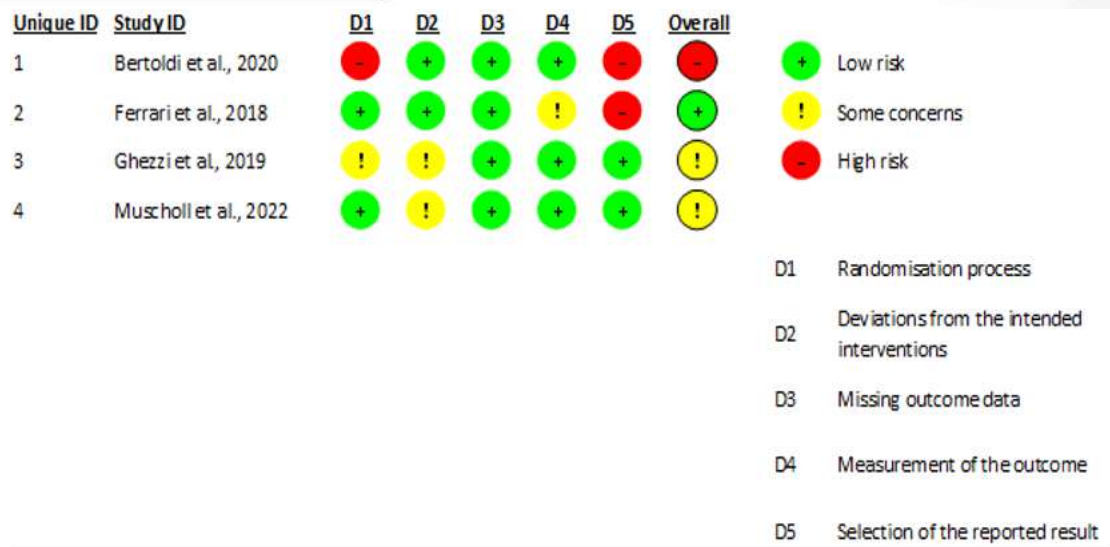 Unique ID Study ID D1 D2 D3 D4 D5 Overall
1 Bertoldi et al., 2020 - + + + - -
2 Ferrari et al., 2018 + + + ! - +
3 Ghezzi et al., 2019 ! ! + + + !
4 Muscholl et al., 2022 + ! + + + !
+ Low risk
! Some concerns
- High risk
D1 Randomisation process
D2 Deviations from the intended
interventions
D3 Missing outcome data
D4 Measurement of the outcome
D5 Selection of the reported result